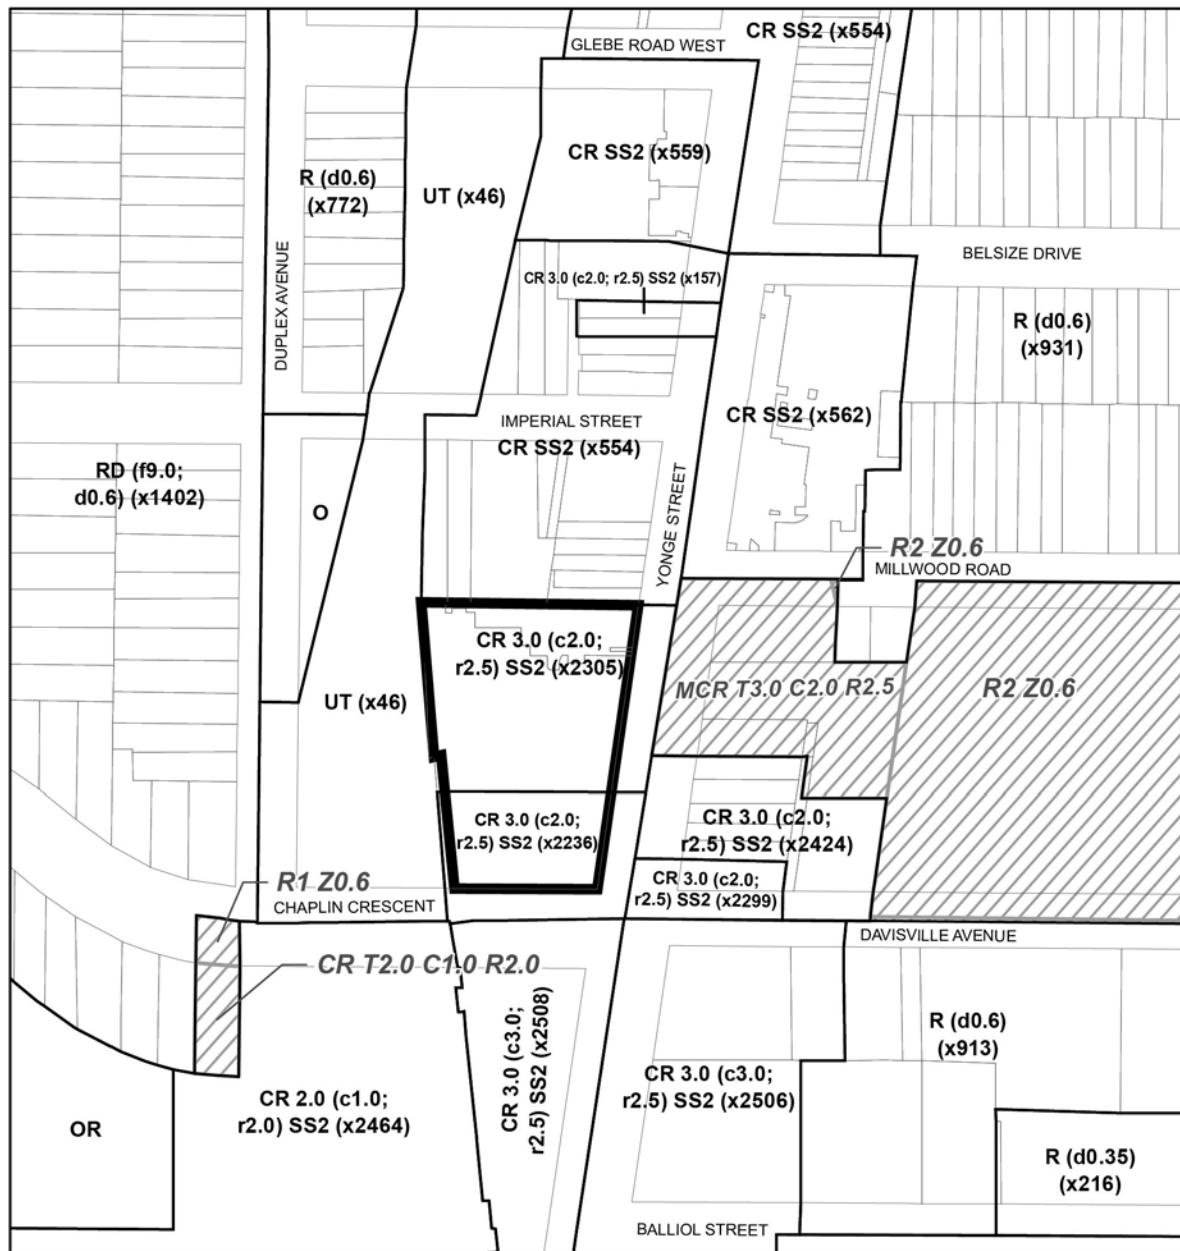 CR SS2 (x554)
GLEBE ROAD WEST
CR SS2 (x559)
R (d0.6)
(x772)
UT (x46)
DUPLEX AVENUE
BELSIZE DRIVE
CR 3.0 (c2.0; r2.5) SS2 (x157)
R (d0.6)
(x931)
CR SS2 (x562)
IMPERIAL STREET
CR SS2 (x554)
RD (f9.0;
d0.6) (x1402)
O
YONGE STREET
R2 Z0.6
MILLWOOD ROAD
CR 3.0 (c2.0;
r2.5) SS2 (x2305)
MCR T3.0 C2.0 R2.5
R2 Z0.6
UT (x46)
CR 3.0 (c2.0;
r2.5) SS2 (x2236)
CR 3.0 (c2.0;
r2.5) SS2 (x2424)
R1 Z0.6
CR 3.0 (c2.0;
r2.5) SS2 (x2299)
CHAPLIN CRESCENT
DAVISVILLE AVENUE
CR T2.0 C1.0 R2.0
CR 3.0 (c3.0;
r2.5) SS2 (x2508)
R (d0.6)
(x913)
CR 3.0 (c3.0;
r2.5) SS2 (x2506)
CR 2.0 (c1.0;
r2.0) SS2 (x2464)
OR
R (d0.35)
(x216)
BALLIOL STREET